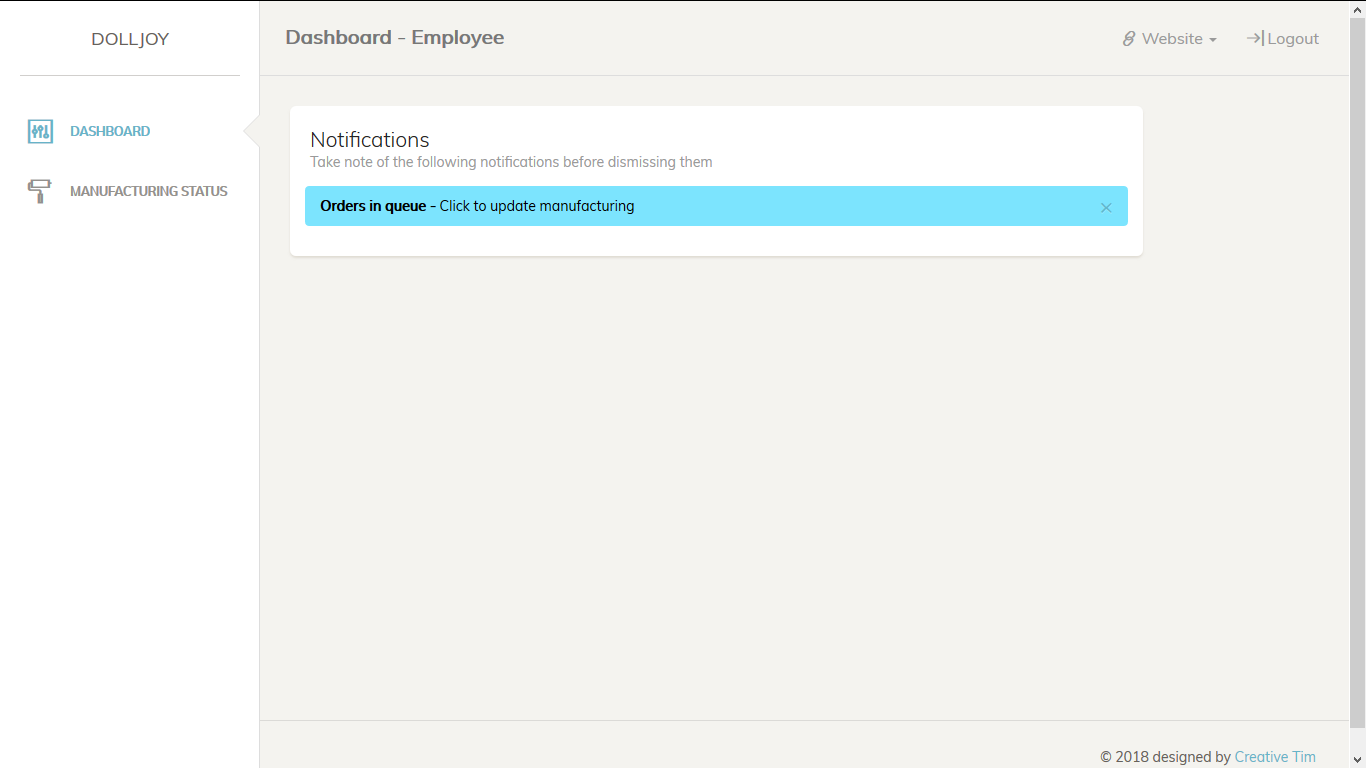 DOLLJOY
Dashboard - Employee
Website
Logout
DASHBOARD
MANUFACTURING STATUS
Notifications
Take note of the following notifications before dismissing them
Orders in queue - Click to update manufacturing
© 2018 designed by Creative Tim